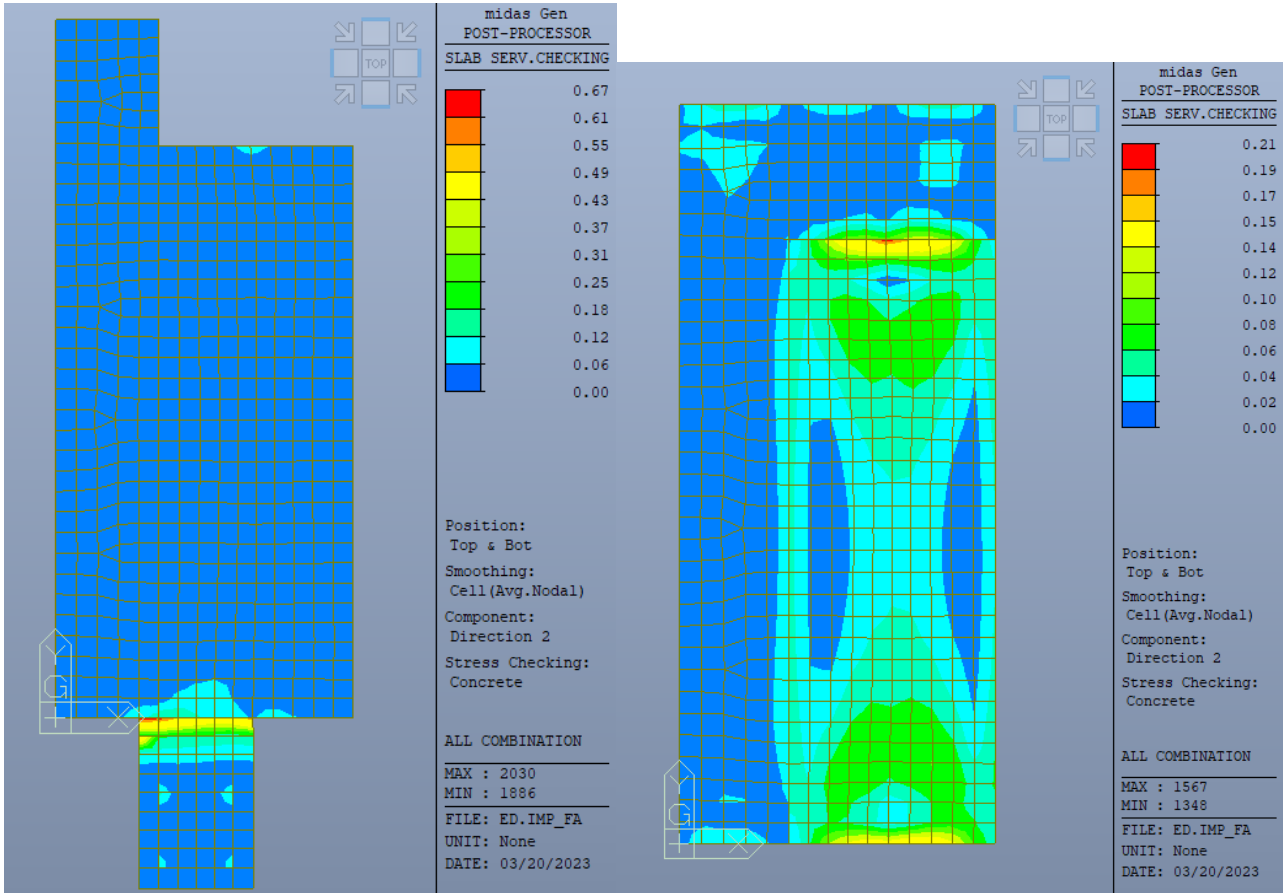 TOP
midas Gen
POST-PROCESSOR
SLAB SERV.CHECKING
0.67
0.61
0.55
0.49
0.43
0.37
0.31
0.25
0.18
0.12
0.06
0.00
Position:
Top & Bot
Smoothing:
Cell(Avg.Nodal)
Component:
Direction 2
Stress Checking:
Concrete
ALL COMBINATION
MAX : 2030
MIN : 1886
FILE: ED.IMP_FA
UNIT: None
DATE: 03/20/2023
Y
G
X
TOP
midas Gen
POST-PROCESSOR
SLAB SERV.CHECKING
0.21
0.19
0.17
0.14
0.12
0.10
0.08
0.06
0.04
0.02
0.00
Position:
Top & Bot
Smoothing:
Cell(Avg.Nodal)
Component:
Direction 2
Stress Checking:
Concrete
ALL COMBINATION
MAX : 1567
MIN : 1348
FILE: ED.IMP_FA
UNIT: None
DATE: 03/20/2023
Y
G
X